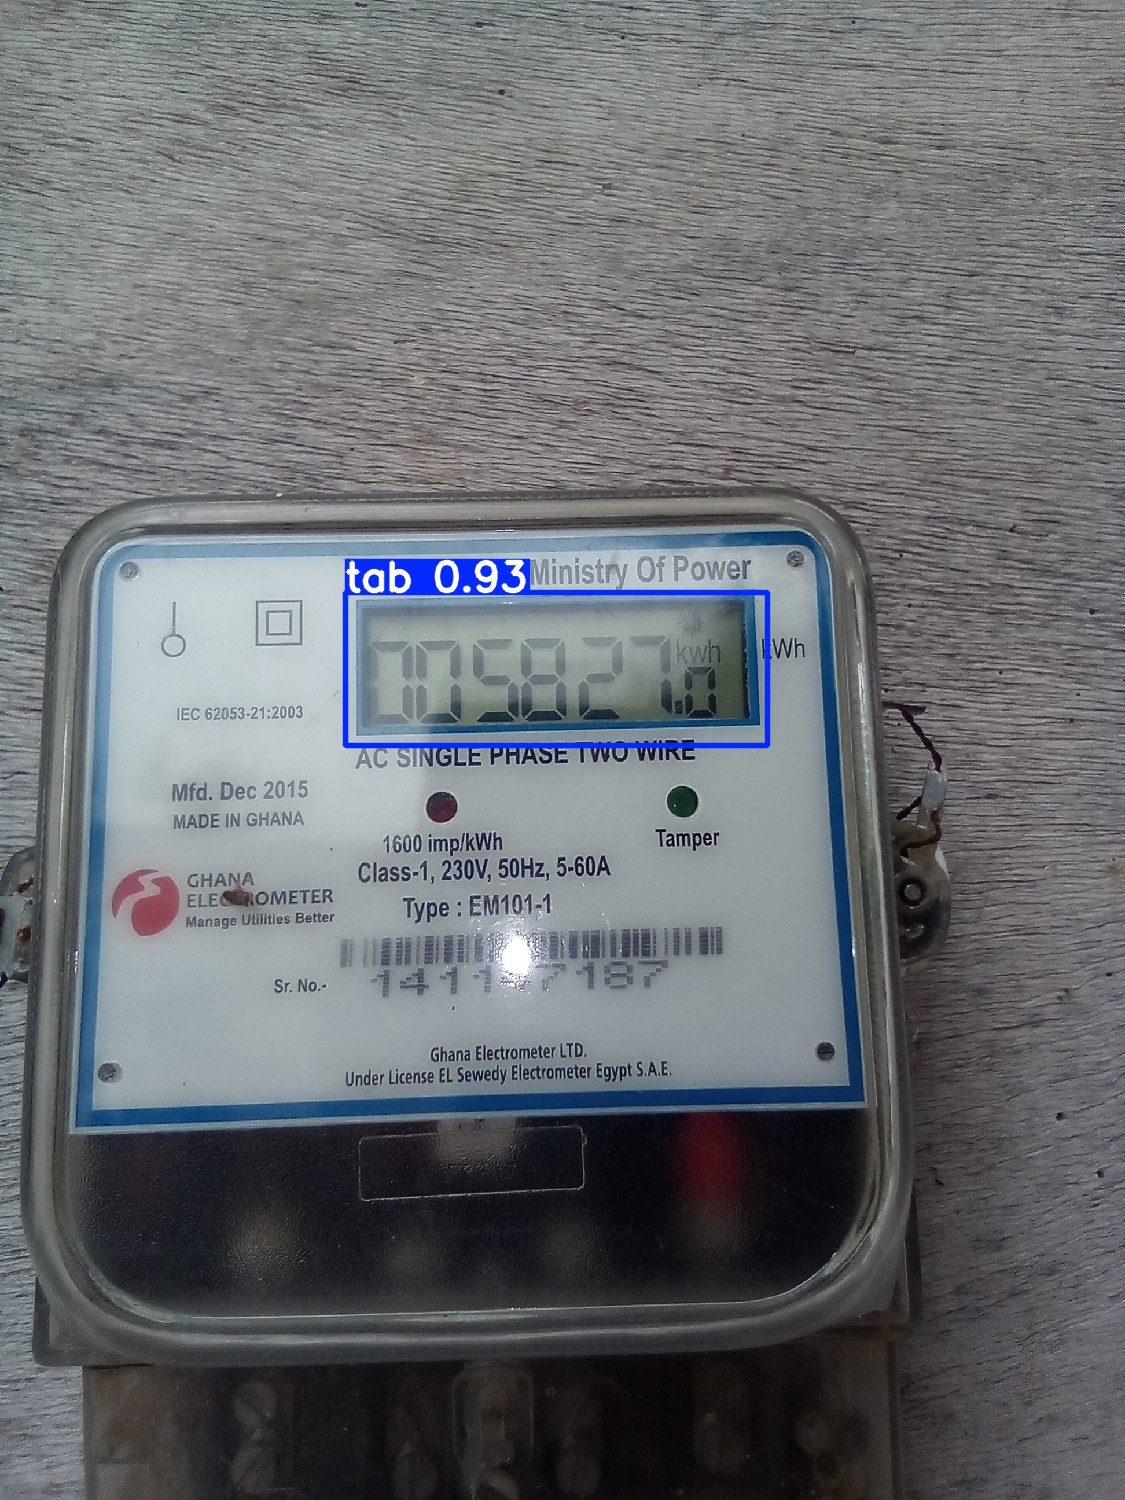 tab 0.93
Ministry Of Power
kwh
005827.0
kWh
IEC 62053-21:2003
AC SINGLE PHASE TWO WIRE
Mfd. Dec 2015
MADE IN GHANA
1600 imp/kWh
Tamper
Class-1, 230V, 50Hz, 5-60A
Type : EM101-1
GHANA
ELECTROMETER
Manage Utilities Better
Sr. No.-
Ghana Electrometer LTD.
Under License EL Sewedy Electrometer Egypt S.A.E.